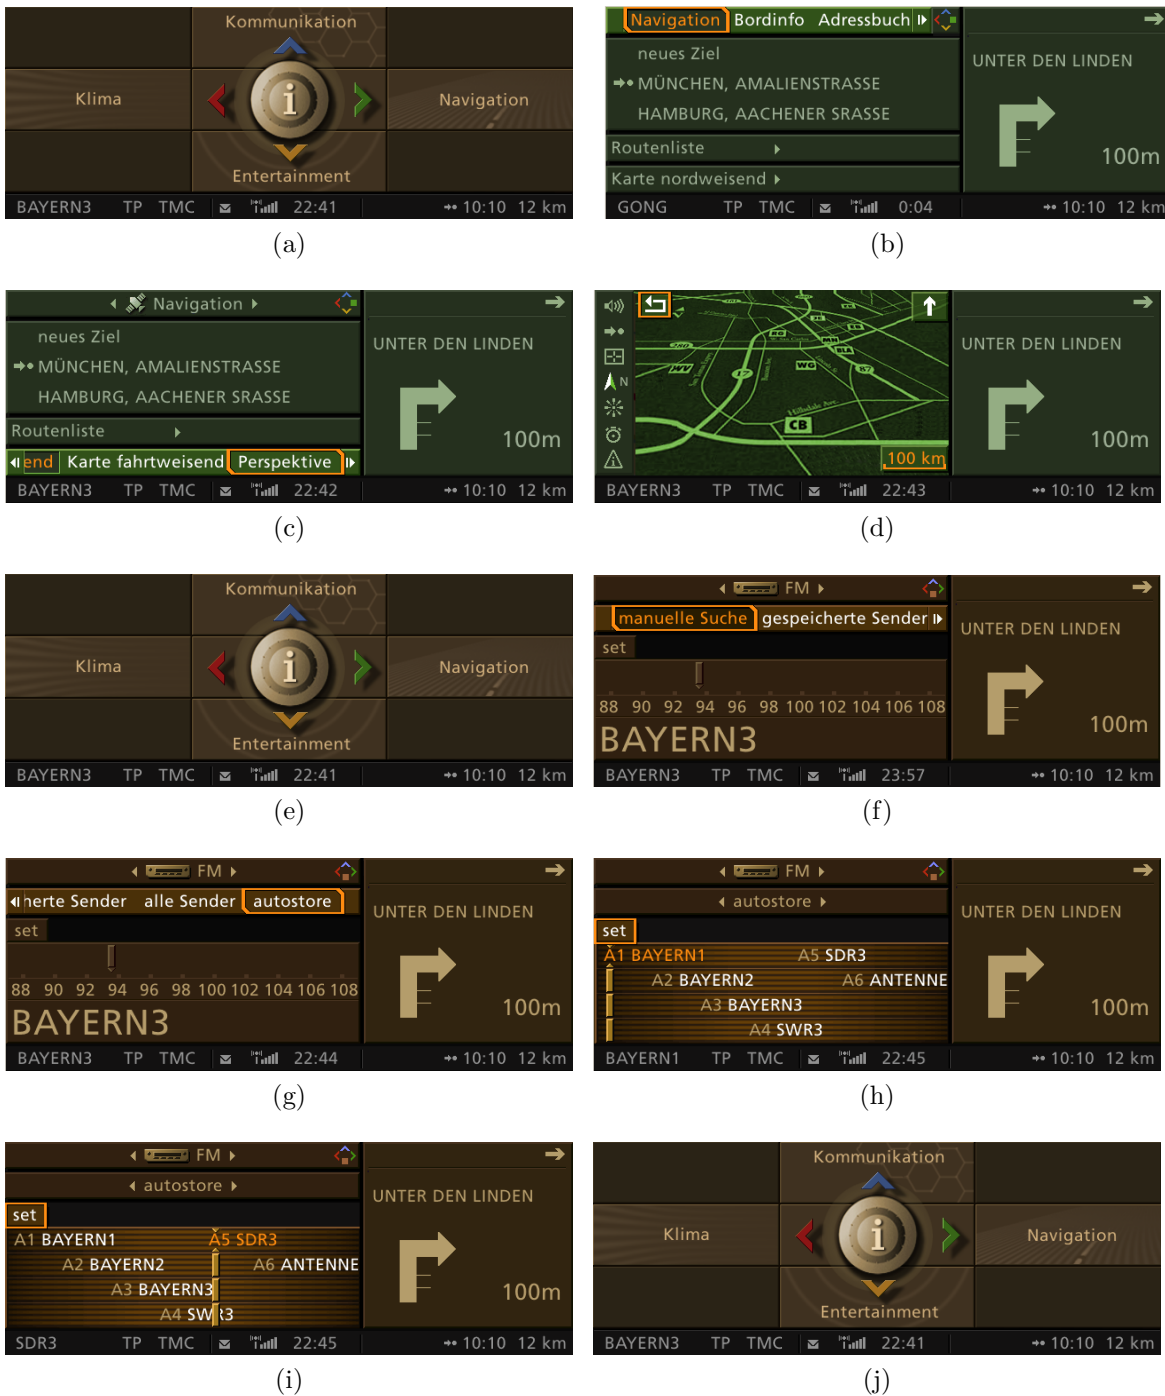 Kommunikation
Klima
i
Navigation
Entertainment
BAYERN3 TP TMC 22:41 10:10 12 km
(a)
Navigation Bordinfo Adressbuch
neues Ziel
MÜNCHEN, AMALIENSTRASSE
HAMBURG, AACHENER SRASSE
Routenliste
Karte nordweisend
UNTER DEN LINDEN
100m
GONG TP TMC 0:04 10:10 12 km
(b)
Navigation
neues Ziel
MÜNCHEN, AMALIENSTRASSE
HAMBURG, AACHENER SRASSE
Routenliste
end Karte fahrtweisend Perspektive
UNTER DEN LINDEN
100m
BAYERN3 TP TMC 22:42 10:10 12 km
(c)
N
CB
Hillsdale Ave.
100 km
UNTER DEN LINDEN
100m
BAYERN3 TP TMC 22:43 10:10 12 km
(d)
Kommunikation
Klima
i
Navigation
Entertainment
BAYERN3 TP TMC 22:41 10:10 12 km
(e)
FM
manuelle Suche gespeicherte Sender
set
88 90 92 94 96 98 100 102 104 106 108
BAYERN3
UNTER DEN LINDEN
100m
BAYERN3 TP TMC 23:57 10:10 12 km
(f)
FM
herte Sender alle Sender autostore
set
88 90 92 94 96 98 100 102 104 106 108
BAYERN3
UNTER DEN LINDEN
100m
BAYERN3 TP TMC 22:44 10:10 12 km
(g)
FM
autostore
set
A1 BAYERN1 A5 SDR3
A2 BAYERN2 A6 ANTENNE
A3 BAYERN3
A4 SWR3
UNTER DEN LINDEN
100m
BAYERN1 TP TMC 22:45 10:10 12 km
(h)
FM
autostore
set
A1 BAYERN1 A5 SDR3
A2 BAYERN2 A6 ANTENNE
A3 BAYERN3
A4 SWR3
UNTER DEN LINDEN
100m
SDR3 TP TMC 22:45 10:10 12 km
(i)
Kommunikation
Klima
i
Navigation
Entertainment
BAYERN3 TP TMC 22:41 10:10 12 km
(j)